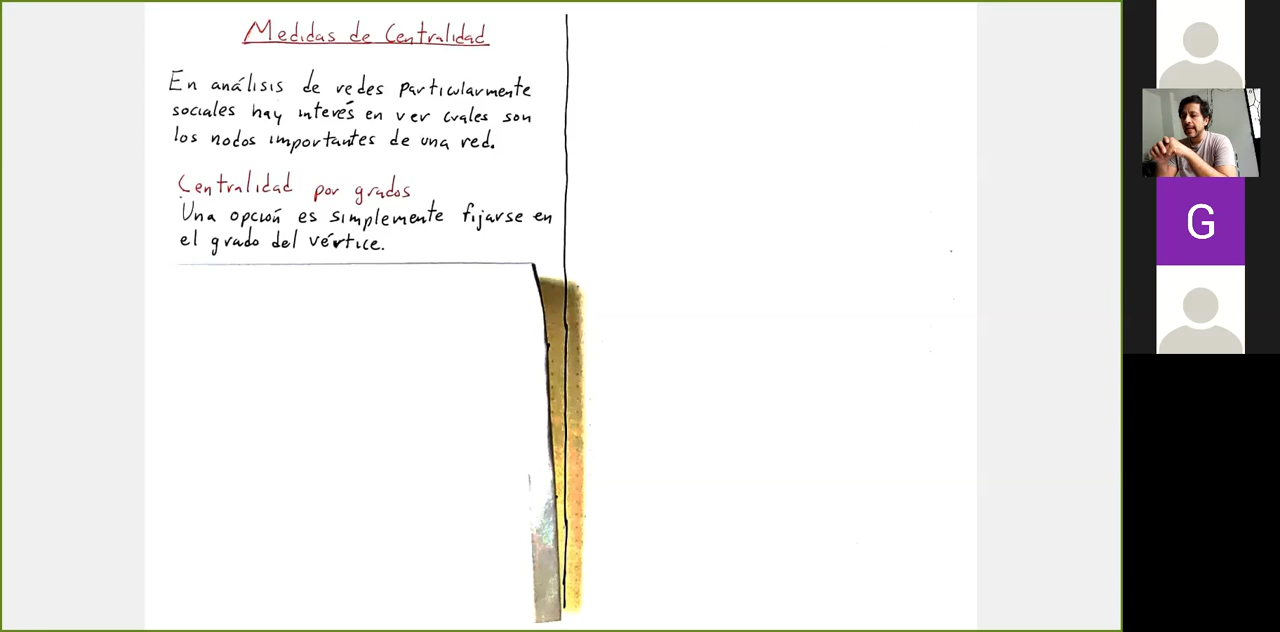 Medidas de Centralidad
En análisis de redes particularmente
sociales hay interés en ver cuales son
los nodos importantes de una red.
Centralidad por grados
Una opción es simplemente fijarse en
el grado del vértice.
G